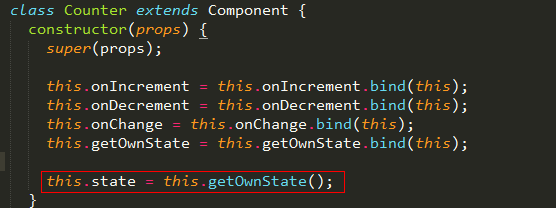 class Counter extends Component {
constructor(props) {
super(props);
this.onIncrement = this.onIncrement.bind(this);
this.onDecrement = this.onDecrement.bind(this);
this.onChange = this.onChange.bind(this);
this.getOwnState = this.getOwnState.bind(this);
this.state = this.getOwnState();
}